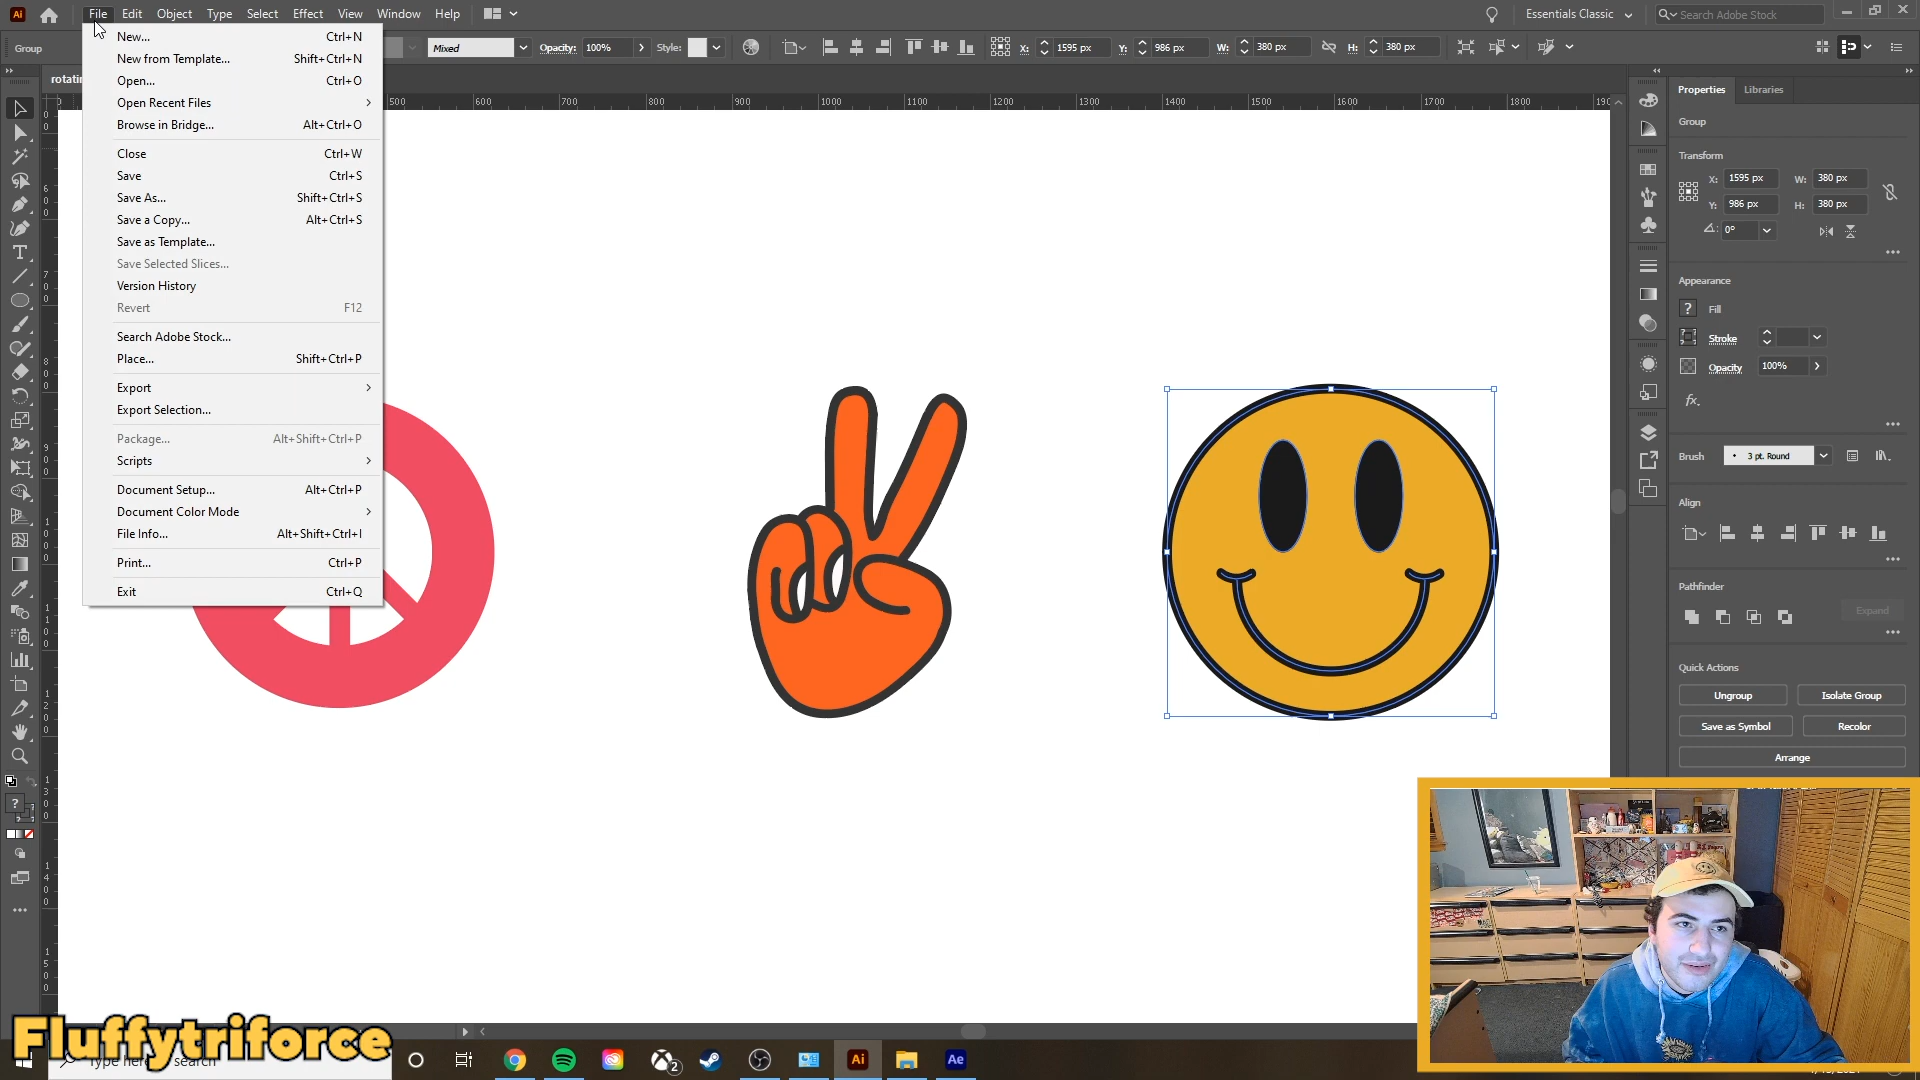 Ai File Edit Object Type Select Effect View Window Help Essentials Classic Search Adobe Stock
Group Mixed Opacity: 100% Style: X: 1595 px Y: 986 px W: 380 px H: 380 px
500 600 700 800 900 1000 1100 1200 1300 1400 1500 1600 1700 1800
New... Ctrl+N
New from Template... Shift+Ctrl+N
Open... Ctrl+O
Open Recent Files
Browse in Bridge... Alt+Ctrl+O
Close Ctrl+W
Save Ctrl+S
Save As... Shift+Ctrl+S
Save a Copy... Alt+Ctrl+S
Save as Template...
Save Selected Slices...
Version History
Revert F12
Search Adobe Stock...
Place... Shift+Ctrl+P
Export
Export Selection...
Package... Alt+Shift+Ctrl+P
Scripts
Document Setup... Alt+Ctrl+P
Document Color Mode
File Info... Alt+Shift+Ctrl+I
Print... Ctrl+P
Exit Ctrl+Q
Properties Libraries
Group
Transform
X: 1595 px W: 380 px
Y: 986 px H: 380 px
0°
Appearance
? Fill
Stroke
Opacity 100%
fx.
Brush 3 pt. Round
Align
Pathfinder
Expand
Quick Actions
Ungroup Isolate Group
Save as Symbol Recolor
Arrange
Fluffytriforce
2 Ai Ae